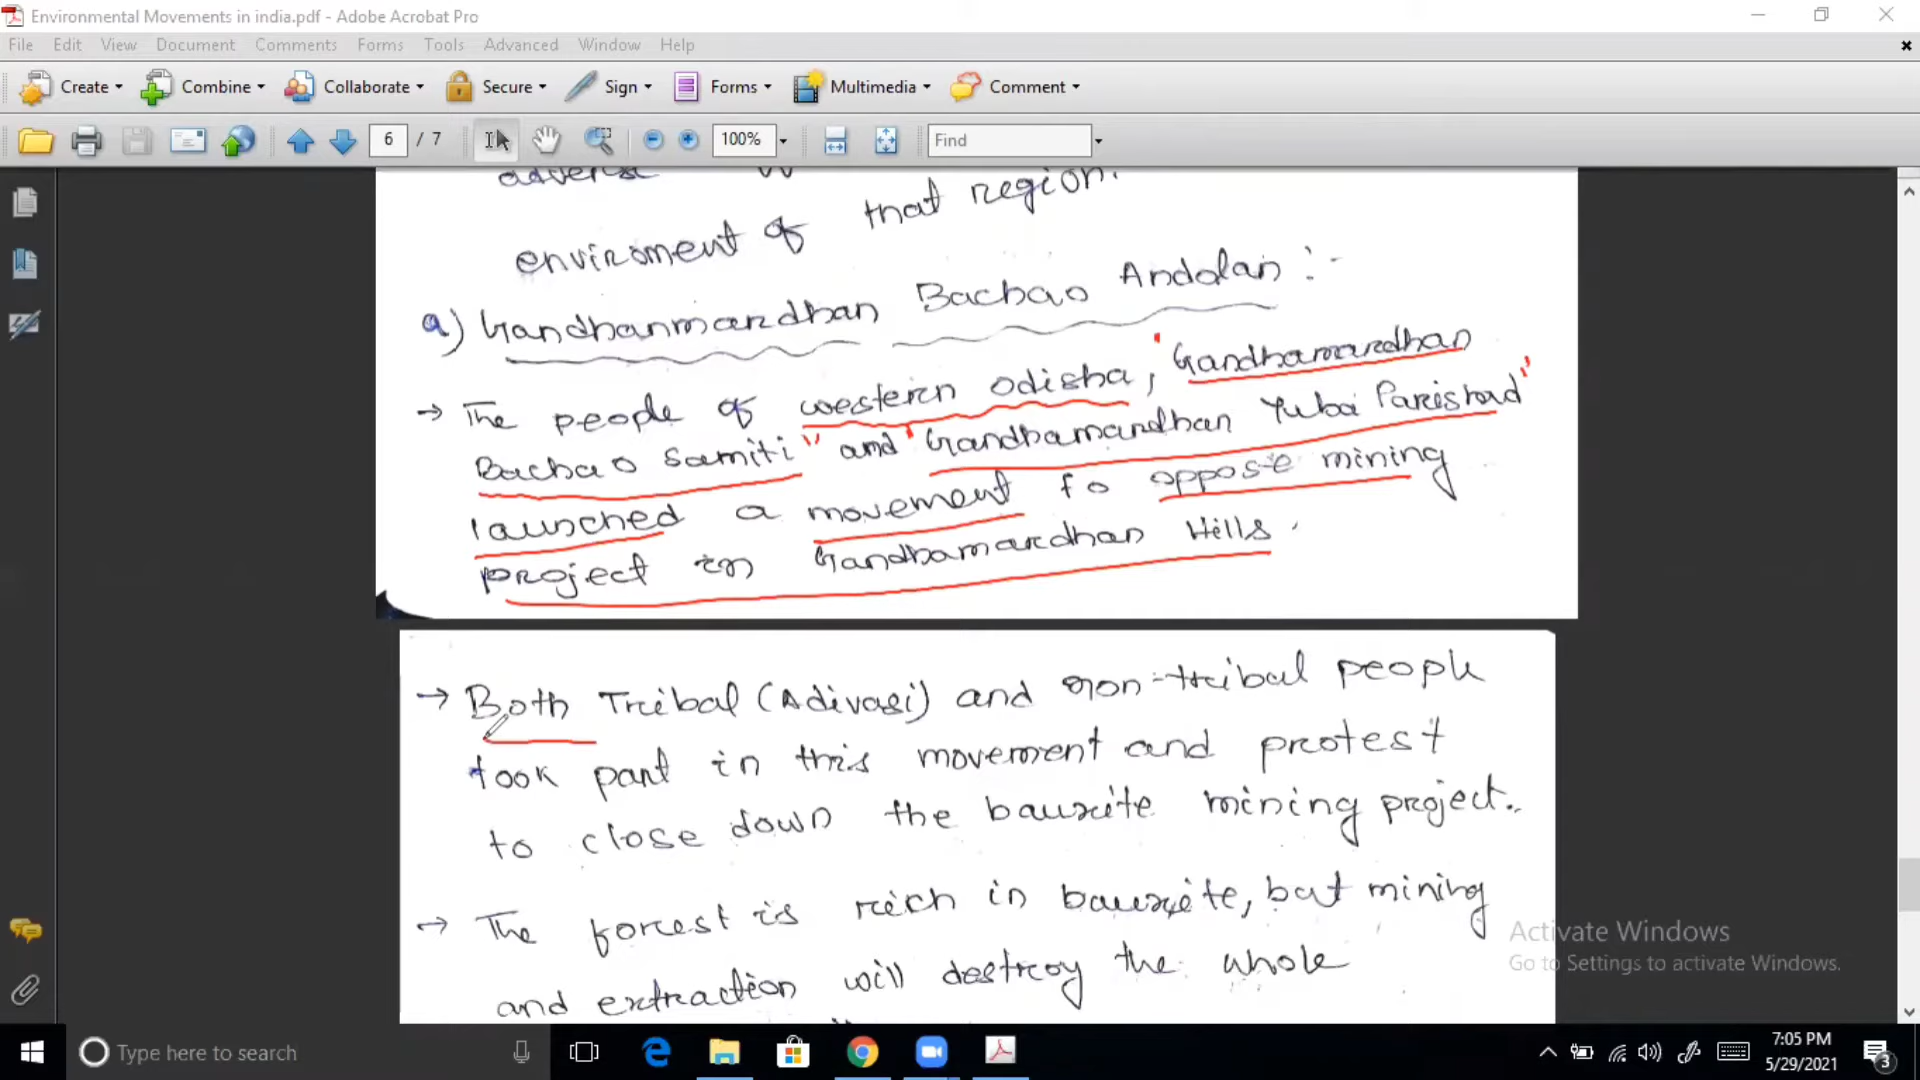 Environmental Movements in india.pdf - Adobe Acrobat Pro
File Edit View Document Comments Forms Tools Advanced Window Help
Create Combine Collaborate Secure Sign Forms Multimedia Comment
6 / 7 100% Find
enviroment of that region.
a) Gandhanmardhan Bachao Andolan :-
→ The people of western odisha, "Gandhamardhan
Bachao Samiti" and "Gandhamardhan Yuba Parishad"
launched a movement to oppose mining
project in Gandhamardhan Hills.
→ Both Tribal (Adivasi) and non-tribal people
took part in this movement and protest
to close down the bauxite mining project.
→ The forest is rich in bauxite, but mining
and extraction will destroy the whole
Activate Windows
Go to Settings to activate Windows.
Type here to search
7:05 PM
5/29/2021
3